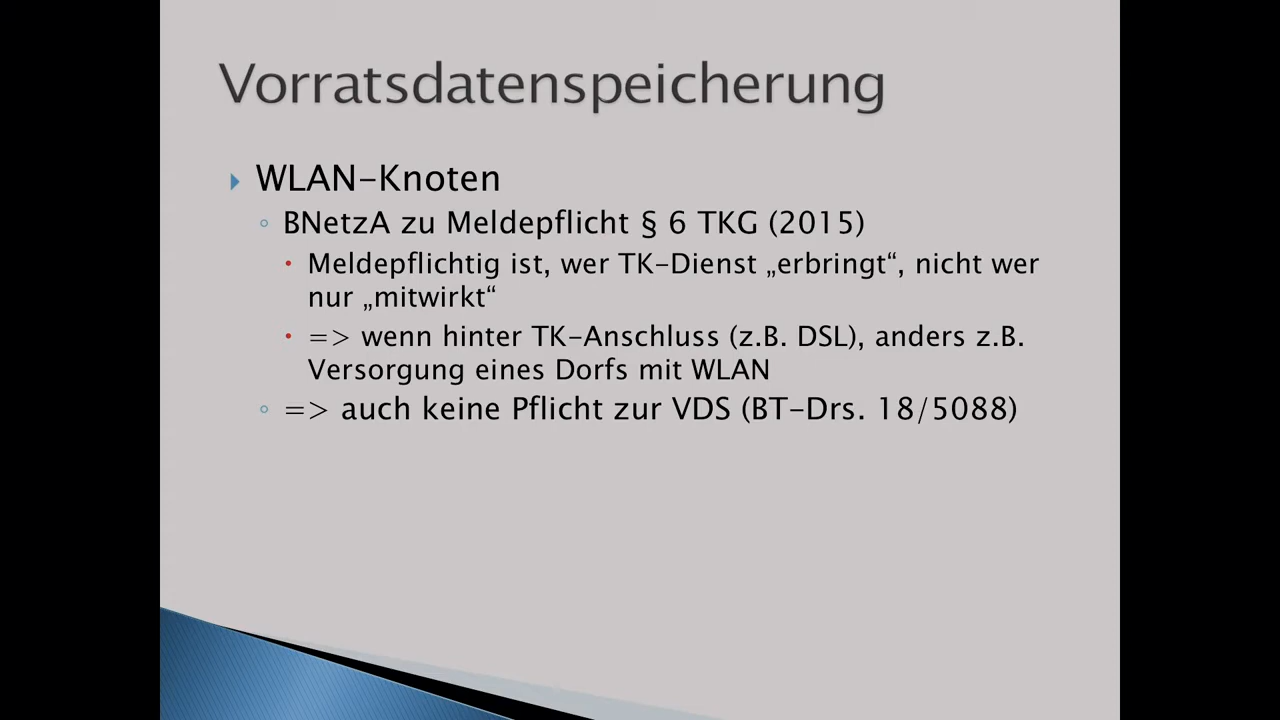 Vorratsdatenspeicherung
WLAN-Knoten
BNetzA zu Meldepflicht § 6 TKG (2015)
Meldepflichtig ist, wer TK-Dienst „erbringt“, nicht wer
nur „mitwirkt“
=> wenn hinter TK-Anschluss (z.B. DSL), anders z.B.
Versorgung eines Dorfs mit WLAN
=> auch keine Pflicht zur VDS (BT-Drs. 18/5088)